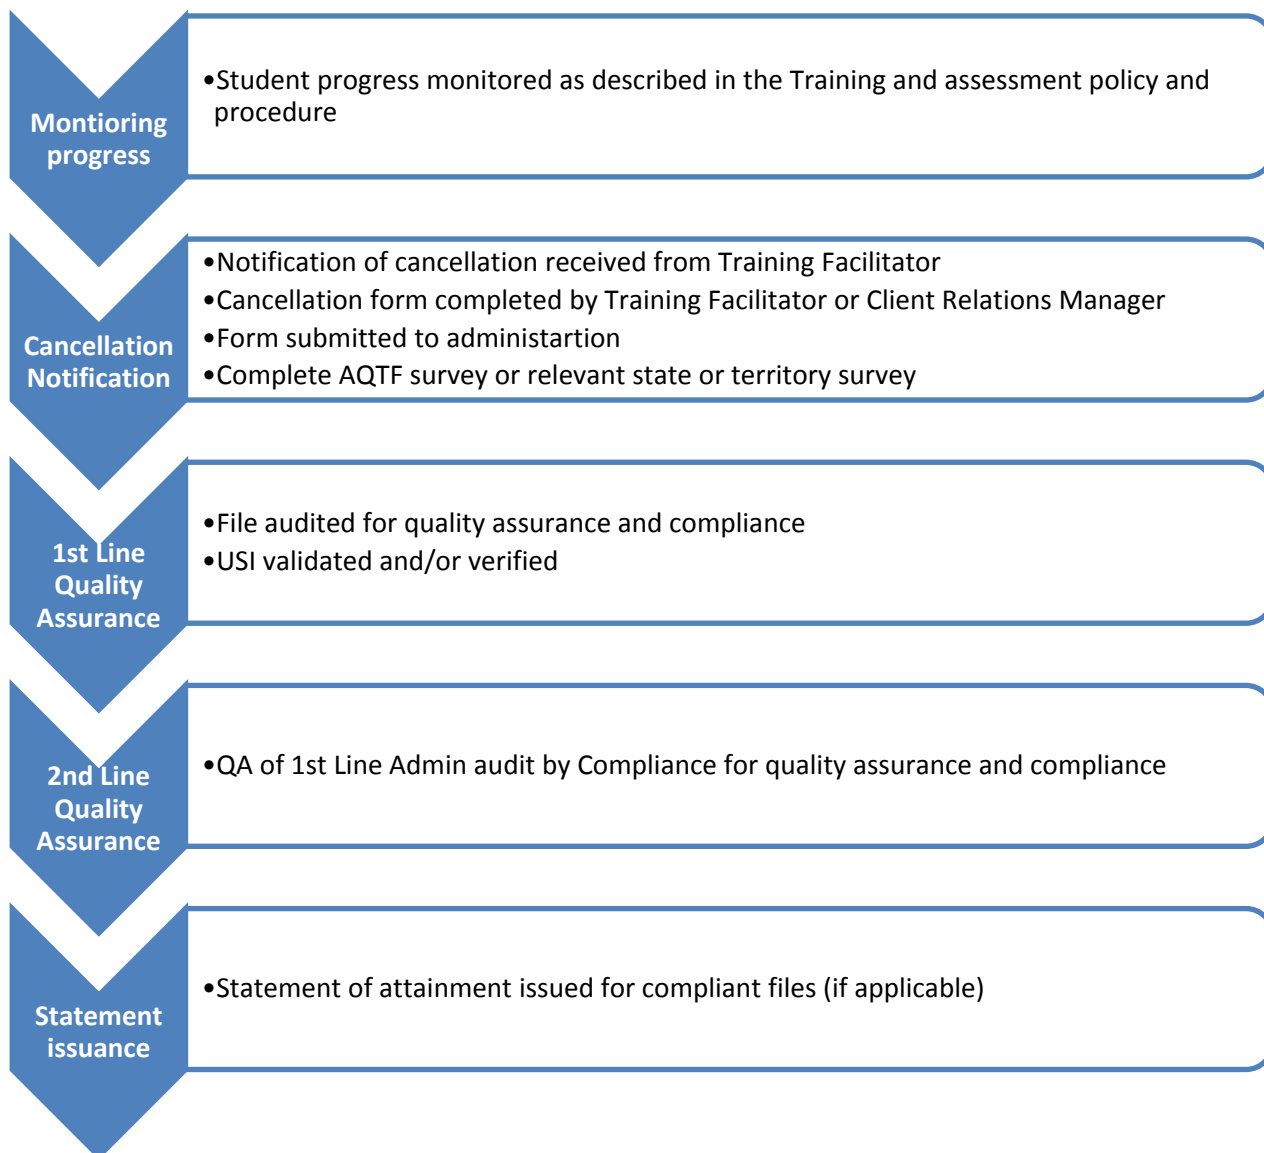 Montioring
progress
•Student progress monitored as described in the Training and assessment policy and
procedure
Cancellation
Notification
•Notification of cancellation received from Training Facilitator
•Cancellation form completed by Training Facilitator or Client Relations Manager
•Form submitted to administartion
•Complete AQTF survey or relevant state or territory survey
1st Line
Quality
Assurance
•File audited for quality assurance and compliance
•USI validated and/or verified
2nd Line
Quality
Assurance
•QA of 1st Line Admin audit by Compliance for quality assurance and compliance
Statement
issuance
•Statement of attainment issued for compliant files (if applicable)